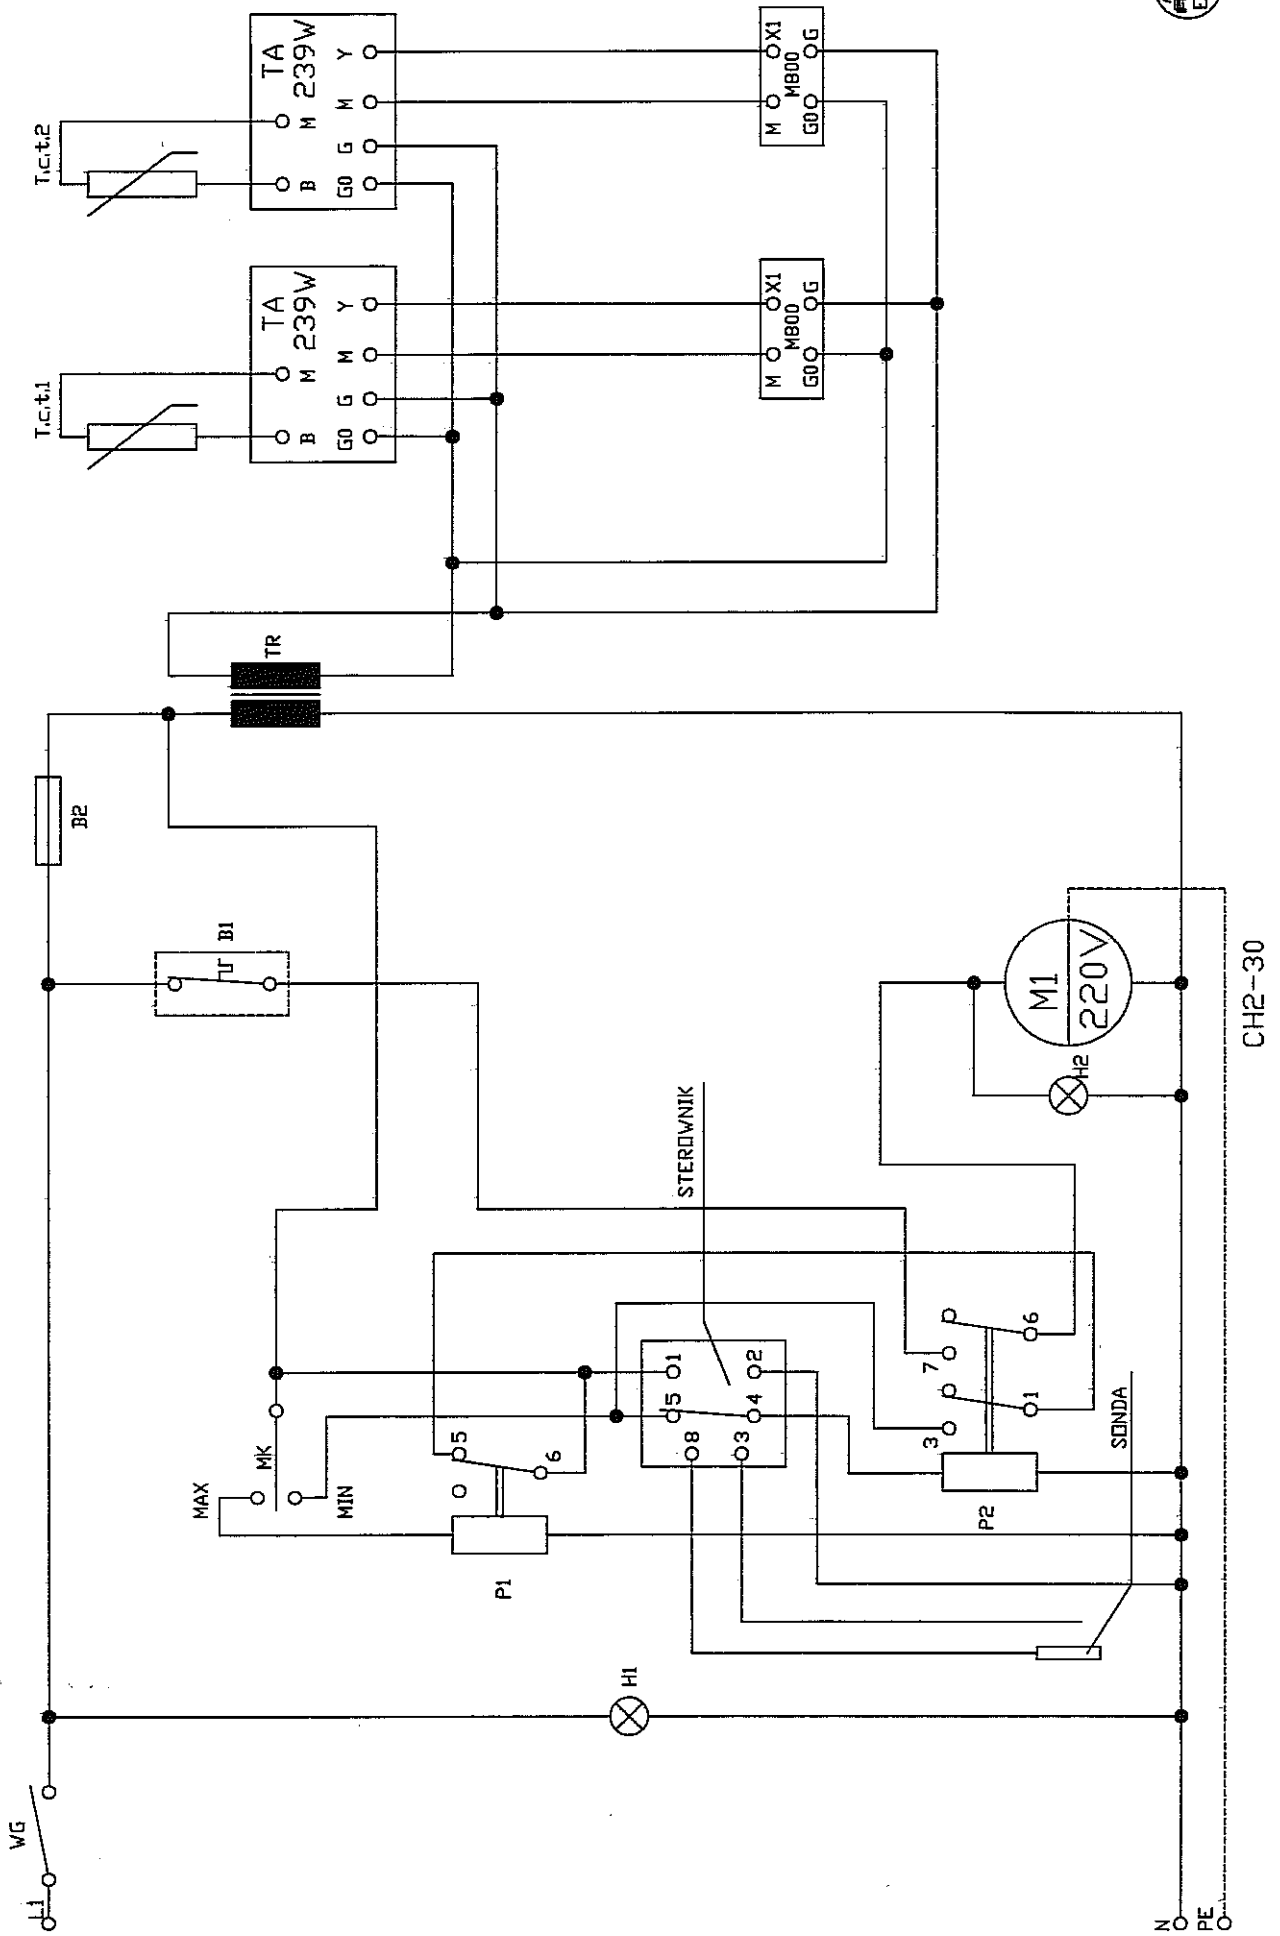 L1
WG
H1
N
PE
MAX
MK
MIN
P1
5
6
8
5
1
3
4
2
STEROWNIK
SONDA
P2
3
7
1
6
B1
B2
H2
M1
220V
TR
T.c.t.1
B
M
TA
239W
G0
G
M
Y
T.c.t.2
B
M
TA
239W
G0
G
M
Y
M
X1
MB00
G0
G
M
X1
MB00
G0
G
CH2-30